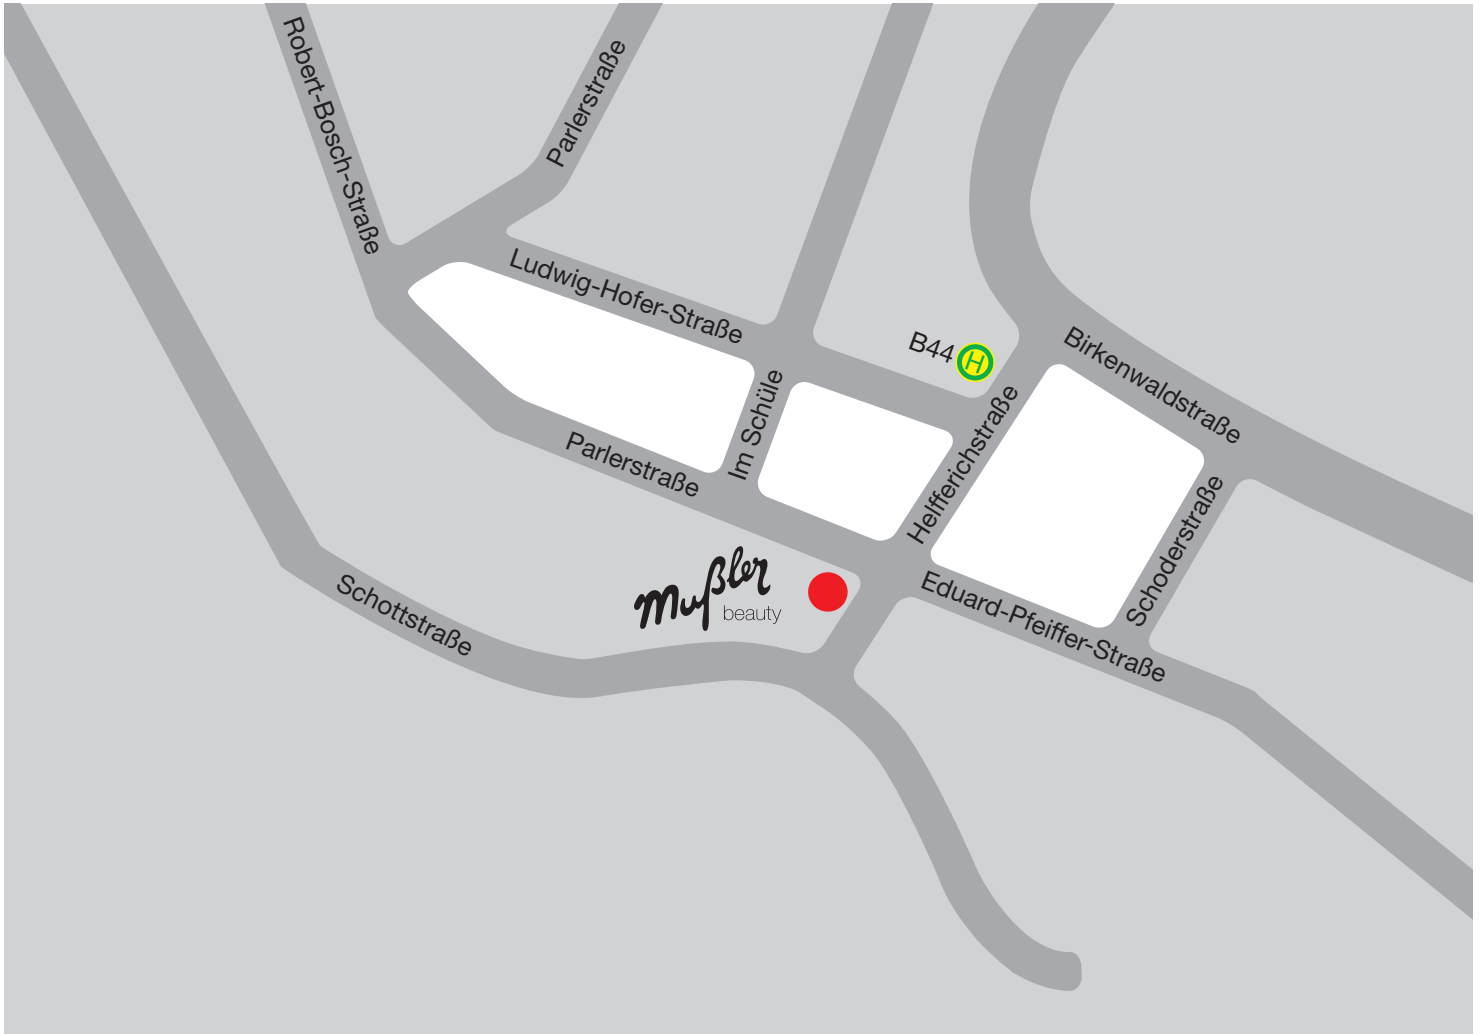 Robert-Bosch-Straße
Parlerstraße
Ludwig-Hofer-Straße
B44
H
Birkenwaldstraße
Im Schüle
Helfferichstraße
Parlerstraße
Schoderstraße
mußler
beauty
Eduard-Pfeiffer-Straße
Schottstraße